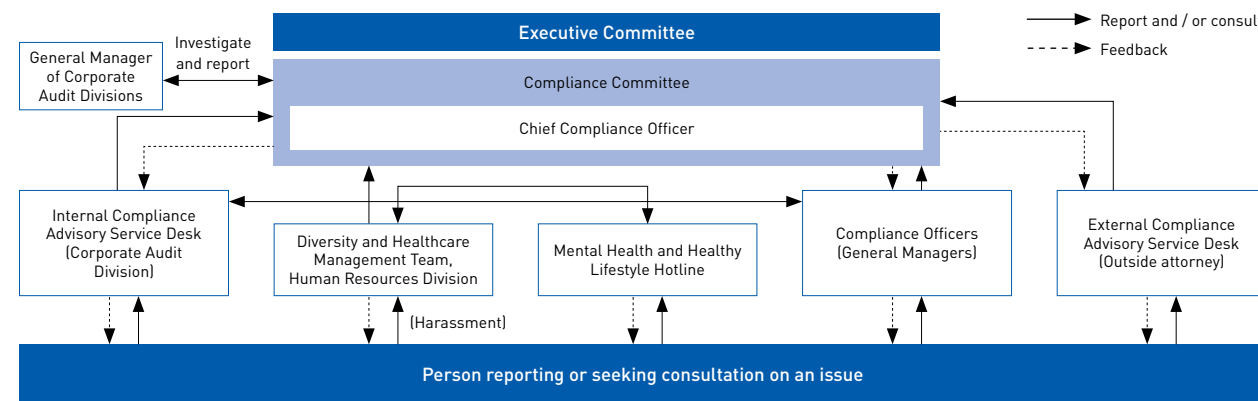 Executive Committee
Report and / or consul
Feedback
Investigate
and report
General Manager
of Corporate
Audit Divisions
Compliance Committee
Chief Compliance Officer
Internal Compliance
Advisory Service Desk
(Corporate Audit
Division)
Diversity and Healthcare
Management Team,
Human Resources Division
Mental Health and Healthy
Lifestyle Hotline
Compliance Officers
(General Managers)
External Compliance
Advisory Service Desk
(Outside attorney)
(Harassment)
Person reporting or seeking consultation on an issue